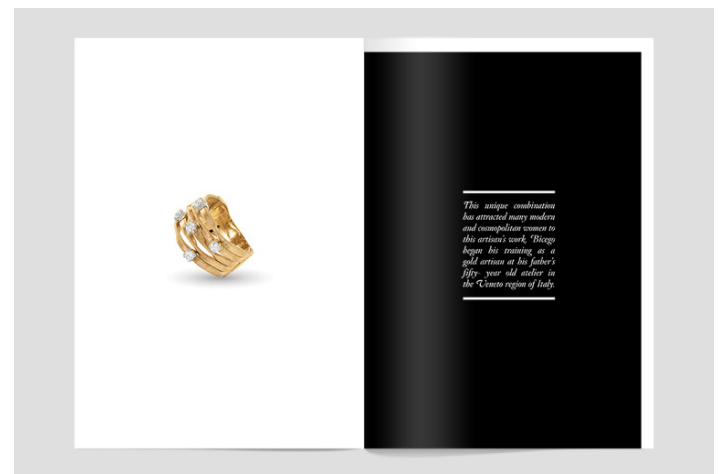 This unique combination
has attracted many modern
and cosmopolitan women to
this artisan's work. Bicego
began his training as a
gold artisan at his father's
fifty- year old atelier in
the Veneto region of Italy.